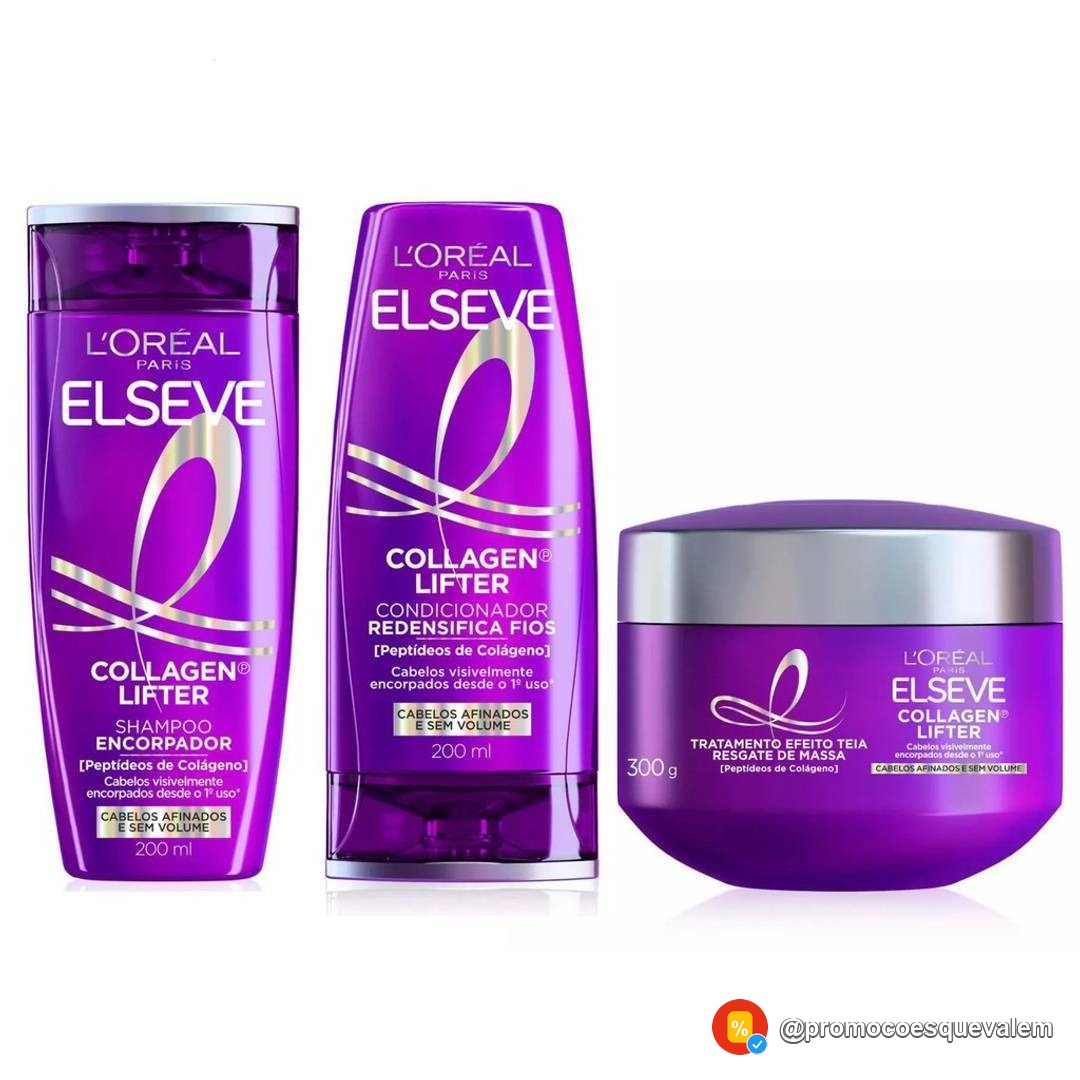 L'ORÉAL
PARIS
ELSEVE
COLLAGEN℗
LIFTER
SHAMPOO
ENCORPADOR
[Peptídeos de Colágeno]
Cabelos visivelmente
encorpados desde o 1º uso*
CABELOS AFINADOS
E SEM VOLUME
200 ml
L'ORÉAL
PARIS
ELSEVE
COLLAGEN℗
LIFTER
CONDICIONADOR
REDENSIFICA FIOS
[Peptídeos de Colágeno]
Cabelos visivelmente
encorpados desde o 1º uso*
CABELOS AFINADOS
E SEM VOLUME
200 ml
300 g
TRATAMENTO EFEITO TEIA
RESGATE DE MASSA
[Peptídeos de Colágeno]
L'ORÉAL
PARIS
ELSEVE
COLLAGEN℗
LIFTER
Cabelos visivelmente
encorpados desde o 1º uso*
CABELOS AFINADOS E SEM VOLUME
%
@promocoesquevalem